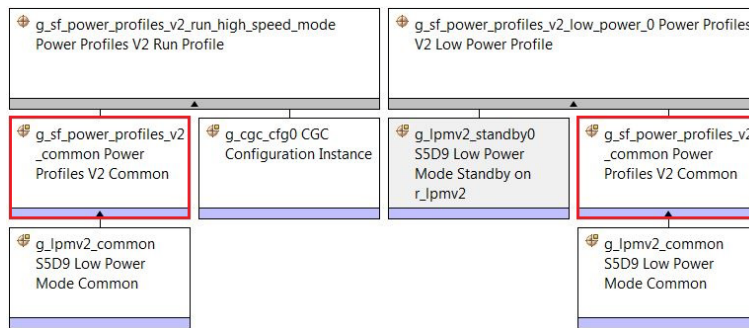 g_sf_power_profiles_v2_run_high_speed_mode
Power Profiles V2 Run Profile
g_sf_power_profiles_v2_low_power_0 Power Profiles
V2 Low Power Profile
g_sf_power_profiles_v2
_common Power
Profiles V2 Common
g_cgc_cfg0 CGC
Configuration Instance
g_lpmv2_standby0
S5D9 Low Power
Mode Standby on
r_lpmv2
g_sf_power_profiles_v2
_common Power
Profiles V2 Common
g_lpmv2_common
S5D9 Low Power
Mode Common
g_lpmv2_common
S5D9 Low Power
Mode Common